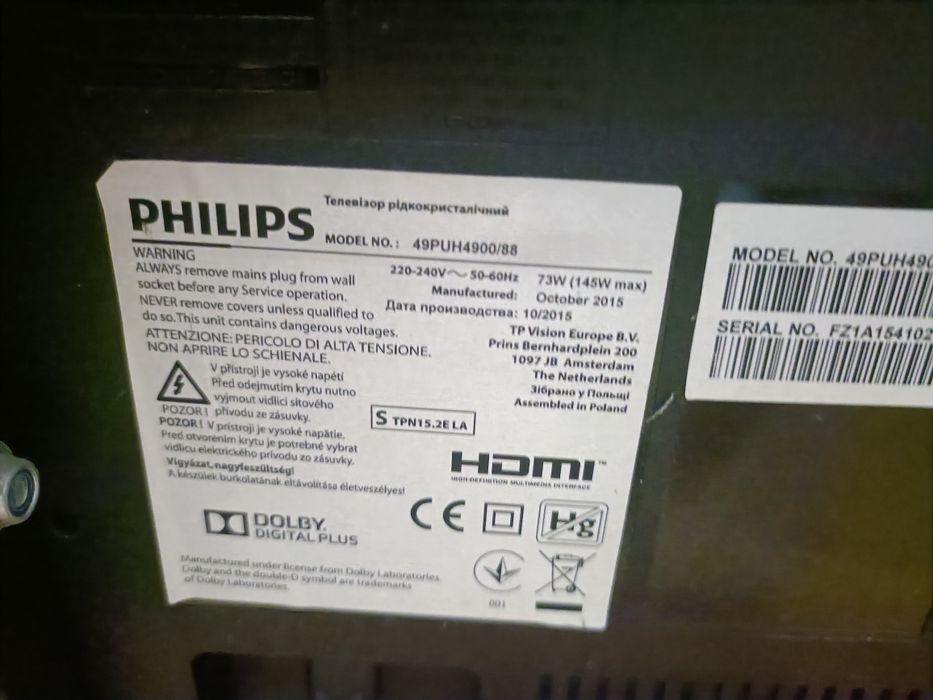 PHILIPS
Телевізор рідкокристалічний
MODEL NO.: 49PUH4900/88
WARNING
ALWAYS remove mains plug from wall
socket before any Service operation.
NEVER remove covers unless qualified to
do so.This unit contains dangerous voltages.
ATTENZIONE: PERICOLO DI ALTA TENSIONE.
NON APRIRE LO SCHIENALE.
V přístroji je vysoké napětí
Před odejmutím krytu nutno
vyjmout vidlici síťového
POZOR! přívodu ze zásuvky.
POZOR! V prístroji je vysoké napätie.
Pred otvorením krytu je potrebné vybrat
vidlicu elektrického prívodu zo zásuvky.
Vigyázat, nagyfeszültség!
A készülek burkolatának eltávolítása életveszélyes!
220-240V~ 50-60Hz 73W (145W max)
Manufactured: October 2015
Дата производства: 10/2015
TP Vision Europe B.V.
Prins Bernhardplein 200
1097 JB Amsterdam
The Netherlands
Зібрано у Польщі
Assembled in Poland
S TPN15.2E LA
HDMI™
HIGH-DEFINITION MULTIMEDIA INTERFACE
DOLBY
DIGITAL PLUS
CE
Hg
Manufactured under license from Dolby Laboratories.
Dolby and the double-D symbol are trademarks
of Dolby Laboratories.
001
MODEL NO. 49PUH490
SERIAL NO. FZ1A154102